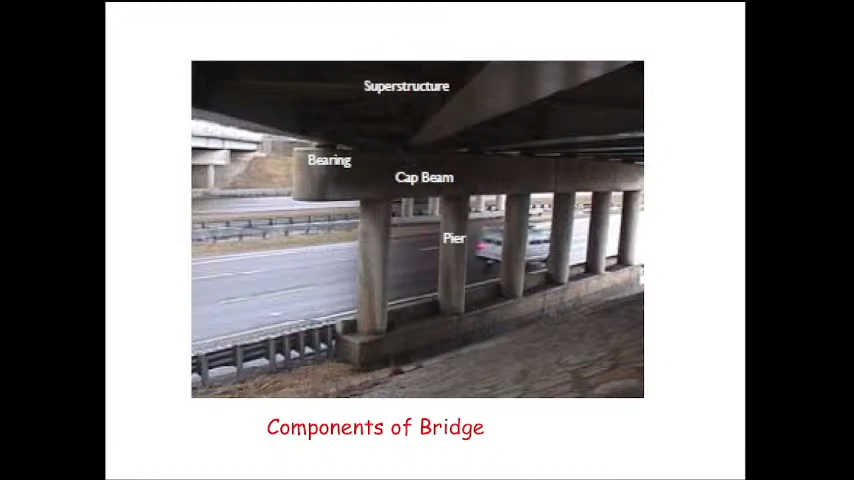 Superstructure
Bearing
Cap Beam
Pier
Components of Bridge